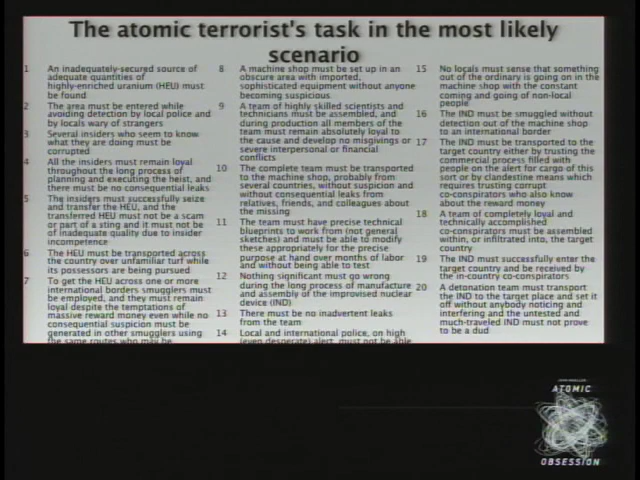 The atomic terrorist's task in the most likely
scenario
1 An inadequately-secured source of
adequate quantities of
highly-enriched uranium (HEU) must
be found
2 The area must be entered while
avoiding detection by local police and
by locals wary of strangers
3 Several insiders who seem to know
what they are doing must be
corrupted
4 All the insiders must remain loyal
throughout the long process of
planning and executing the heist, and
there must be no consequential leaks
5 The insiders must successfully seize
and transfer the HEU, and the
transferred HEU must not be a scam
or part of a sting and it must not be
of inadequate quality due to insider
incompetence
6 The HEU must be transported across
the country over unfamiliar turf while
its possessors are being pursued
7 To get the HEU across one or more
international borders smugglers must
be employed, and they must remain
loyal despite the temptations of
massive reward money even while no
consequential suspicion must be
generated in other smugglers using
the same routes who may be
8 A machine shop must be set up in an
obscure area with imported,
sophisticated equipment without anyone
becoming suspicious
9 A team of highly skilled scientists and
technicians must be assembled, and
during production all members of the
team must remain absolutely loyal to
the cause and develop no misgivings or
severe interpersonal or financial
conflicts
10 The complete team must be transported
to the machine shop, probably from
several countries, without suspicion and
without consequential leaks from
relatives, friends, and colleagues about
the missing
11 The team must have precise technical
blueprints to work from (not general
sketches) and must be able to modify
these appropriately for the precise
purpose at hand over months of labor
and without being able to test
12 Nothing significant must go wrong
during the long process of manufacture
and assembly of the improvised nuclear
device (IND)
13 There must be no inadvertent leaks
from the team
14 Local and international police, on high
(even desperate) alert, must not be able
15 No locals must sense that something
out of the ordinary is going on in the
machine shop with the constant
coming and going of non-local
people
16 The IND must be smuggled without
detection out of the machine shop
to an international border
17 The IND must be transported to the
target country either by trusting the
commercial process filled with
people on the alert for cargo of this
sort or by clandestine means which
requires trusting corrupt
co-conspirators who also know
about the reward money
18 A team of completely loyal and
technically accomplished
co-conspirators must be assembled
within, or infiltrated into, the target
country
19 The IND must successfully enter the
target country and be received by
the in-country co-conspirators
20 A detonation team must transport
the IND to the target place and set it
off without anybody noticing and
interfering and the untested and
much-traveled IND must not prove
to be a dud
ATOMIC
OBSESSION